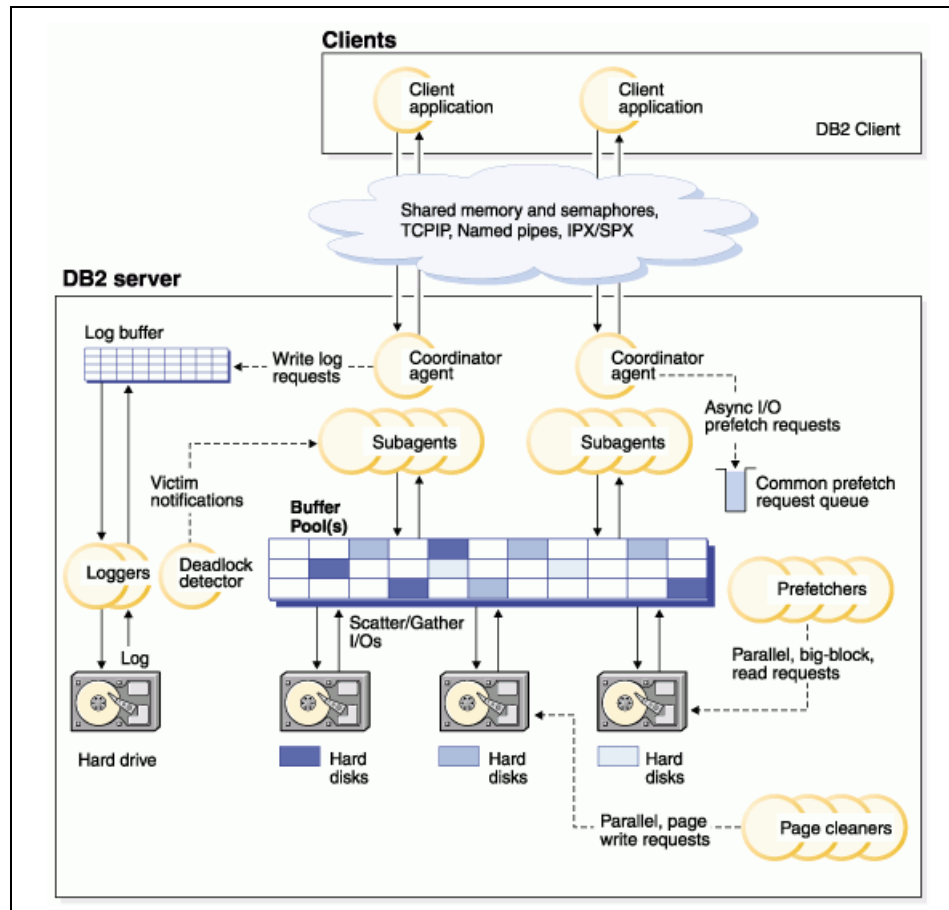 Clients
Client
application
Client
application
DB2 Client
Shared memory and semaphores,
TCPIP, Named pipes, IPX/SPX
DB2 server
Log buffer
Write log
requests
Coordinator
agent
Coordinator
agent
Async I/O
prefetch requests
Subagents
Subagents
Victim
notifications
Common prefetch
request queue
Buffer
Pool(s)
Loggers
Deadlock
detector
Prefetchers
Scatter/Gather
I/Os
Log
Parallel, big-block,
read requests
Hard drive
Hard
disks
Hard
disks
Hard
disks
Parallel, page
write requests
Page cleaners